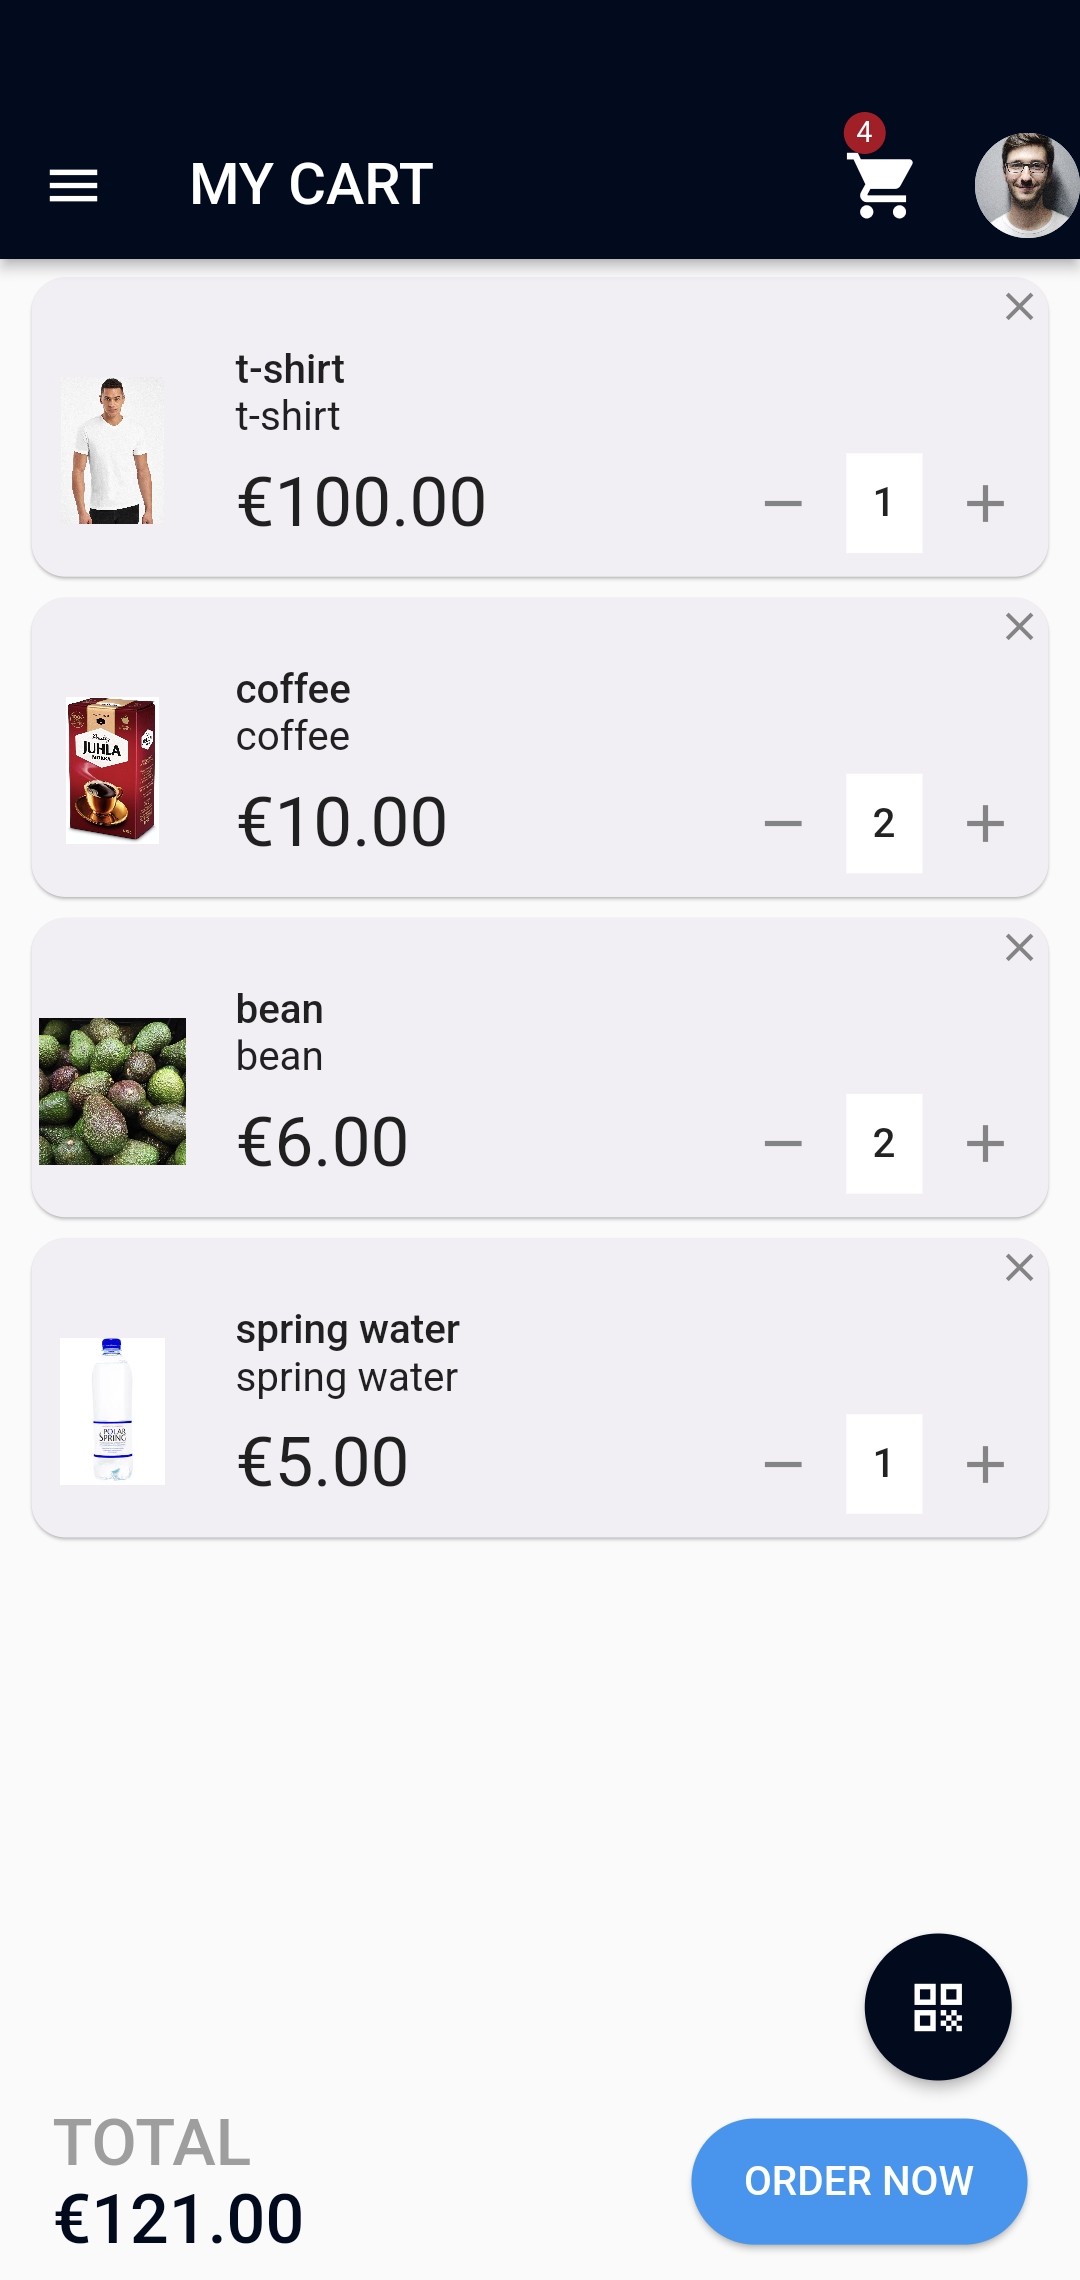 4
MY CART
t-shirt
t-shirt
€100.00
1
JUHLA
coffee
coffee
€10.00
2
bean
bean
€6.00
2
POLAR
SPRING
spring water
spring water
€5.00
1
TOTAL
€121.00
ORDER NOW